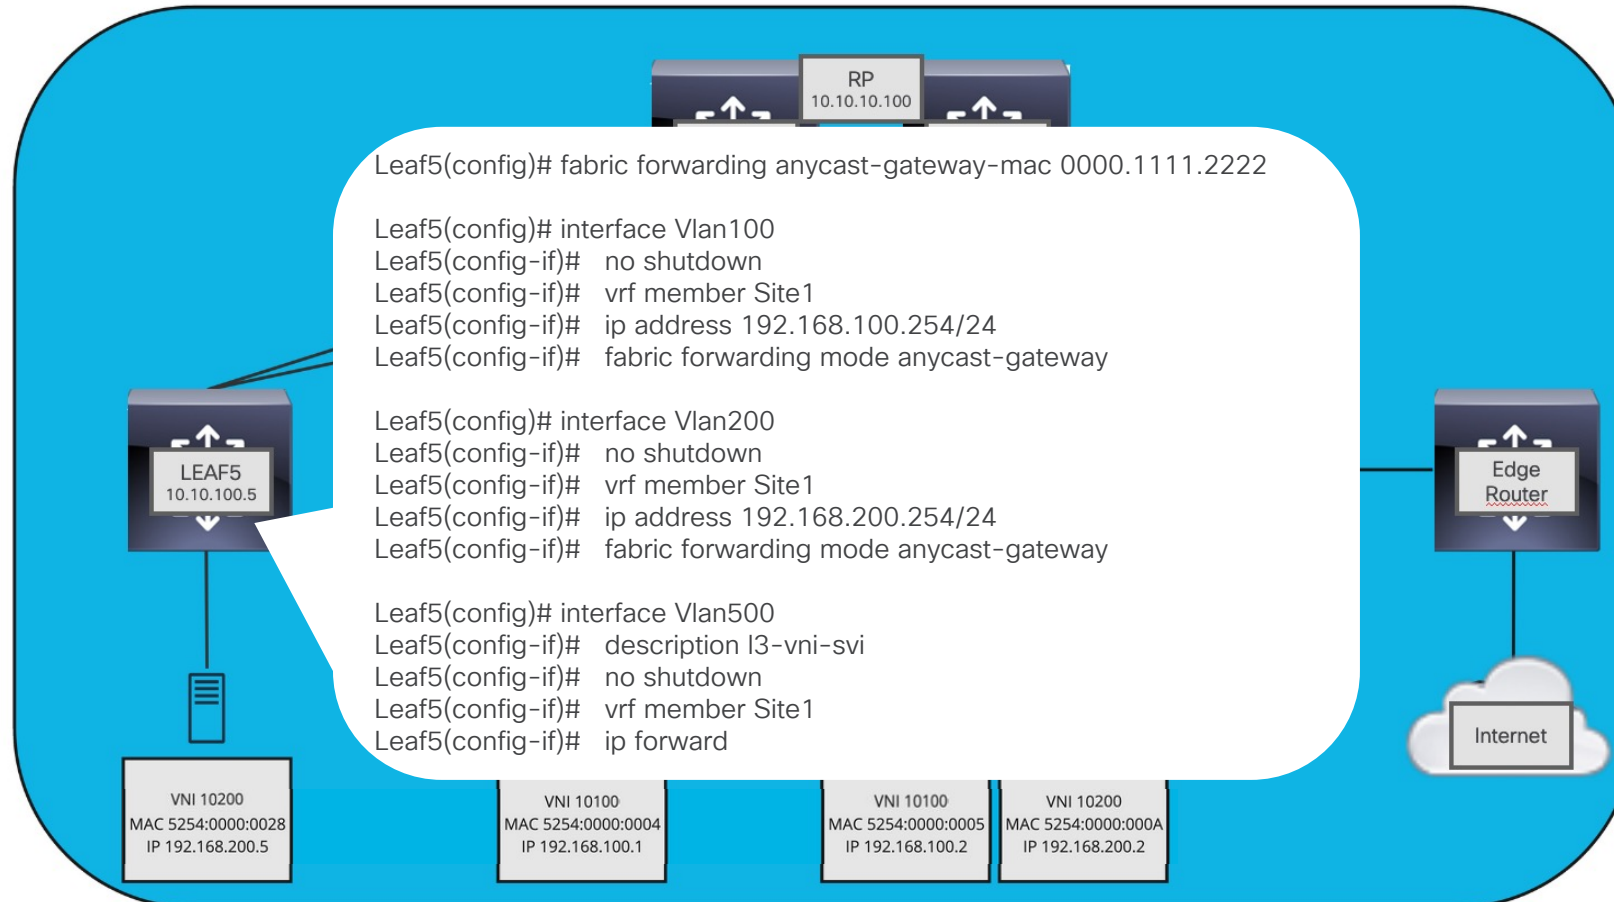 RP
10.10.10.100
Leaf5(config)# fabric forwarding anycast-gateway-mac 0000.1111.2222
Leaf5(config)# interface Vlan100
Leaf5(config-if)# no shutdown
Leaf5(config-if)# vrf member Site1
Leaf5(config-if)# ip address 192.168.100.254/24
Leaf5(config-if)# fabric forwarding mode anycast-gateway
Leaf5(config)# interface Vlan200
Leaf5(config-if)# no shutdown
Leaf5(config-if)# vrf member Site1
Leaf5(config-if)# ip address 192.168.200.254/24
Leaf5(config-if)# fabric forwarding mode anycast-gateway
Leaf5(config)# interface Vlan500
Leaf5(config-if)# description l3-vni-svi
Leaf5(config-if)# no shutdown
Leaf5(config-if)# vrf member Site1
Leaf5(config-if)# ip forward
LEAF5
10.10.100.5
Edge
Router
Internet
VNI 10200
MAC 5254:0000:0028
IP 192.168.200.5
VNI 10100
MAC 5254:0000:0004
IP 192.168.100.1
VNI 10100
MAC 5254:0000:0005
IP 192.168.100.2
VNI 10200
MAC 5254:0000:000A
IP 192.168.200.2